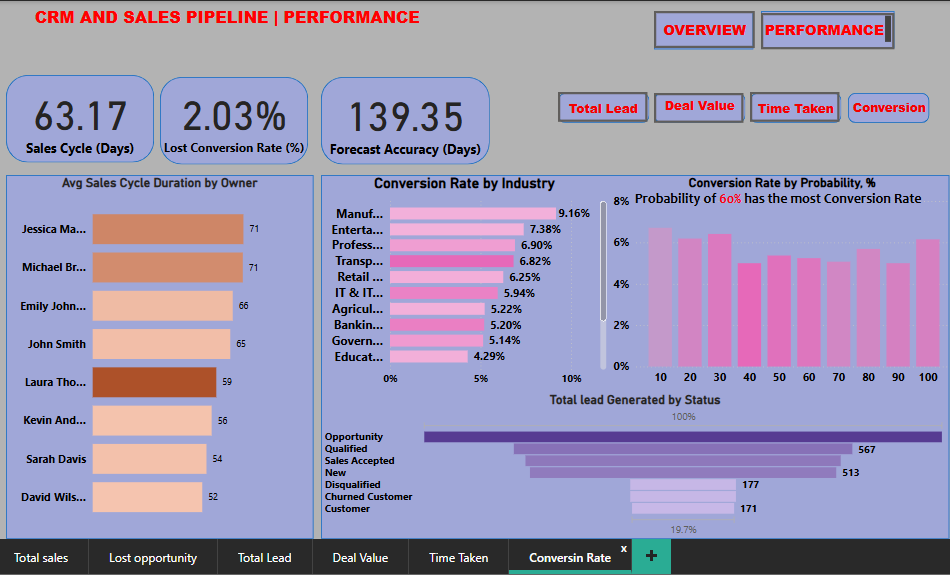 CRM AND SALES PIPELINE | PERFORMANCE
OVERVIEW
PERFORMANCE
63.17
Sales Cycle (Days)
2.03%
Lost Conversion Rate (%)
139.35
Forecast Accuracy (Days)
Total Lead
Deal Value
Time Taken
Conversion
Avg Sales Cycle Duration by Owner
Jessica Ma... 71
Michael Br... 71
Emily John... 66
John Smith 65
Laura Tho... 59
Kevin And... 56
Sarah Davis 54
David Wils... 52
Conversion Rate by Industry
Manuf... 9.16%
Enterta... 7.38%
Profess... 6.90%
Transp... 6.82%
Retail ... 6.25%
IT & IT... 5.94%
Agricul... 5.22%
Bankin... 5.20%
Govern... 5.14%
Educat... 4.29%
0% 5% 10%
Conversion Rate by Probability, %
Probability of 60% has the most Conversion Rate
8%
6%
4%
2%
0%
10 20 30 40 50 60 70 80 90 100
Total lead Generated by Status
100%
Opportunity
Qualified 567
Sales Accepted
New 513
Disqualified 177
Churned Customer
Customer 171
19.7%
Total sales
Lost opportunity
Total Lead
Deal Value
Time Taken
Conversin Rate x
+